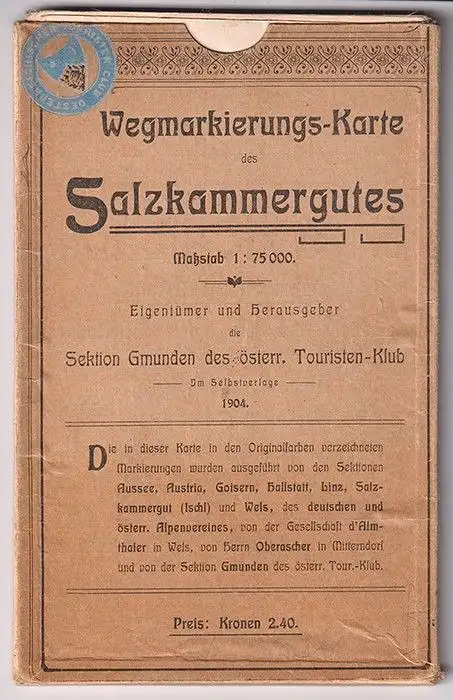 Wegmarkierungs-Karte
des
Salzkammergutes
Maßstab 1:75000.
Eigentümer und Herausgeber
die
Sektion Gmunden des österr. Touristen-Klub
Im Selbstverlage
1904.
Die in dieser Karte in den Originalfarben verzeichneten
Markierungen wurden ausgeführt von den Sektionen
Aussee, Austria, Goisern, Hallstatt, Linz, Salz-
kammergut (Ischl) und Wels, des deutschen und
österr. Alpenvereines, von der Gesellschaft d'Alm-
thaler in Wels, von Herrn Oberascher in Mitterndorf
und von der Sektion Gmunden des österr. Tour.-Klub.
Preis: Kronen 2.40.